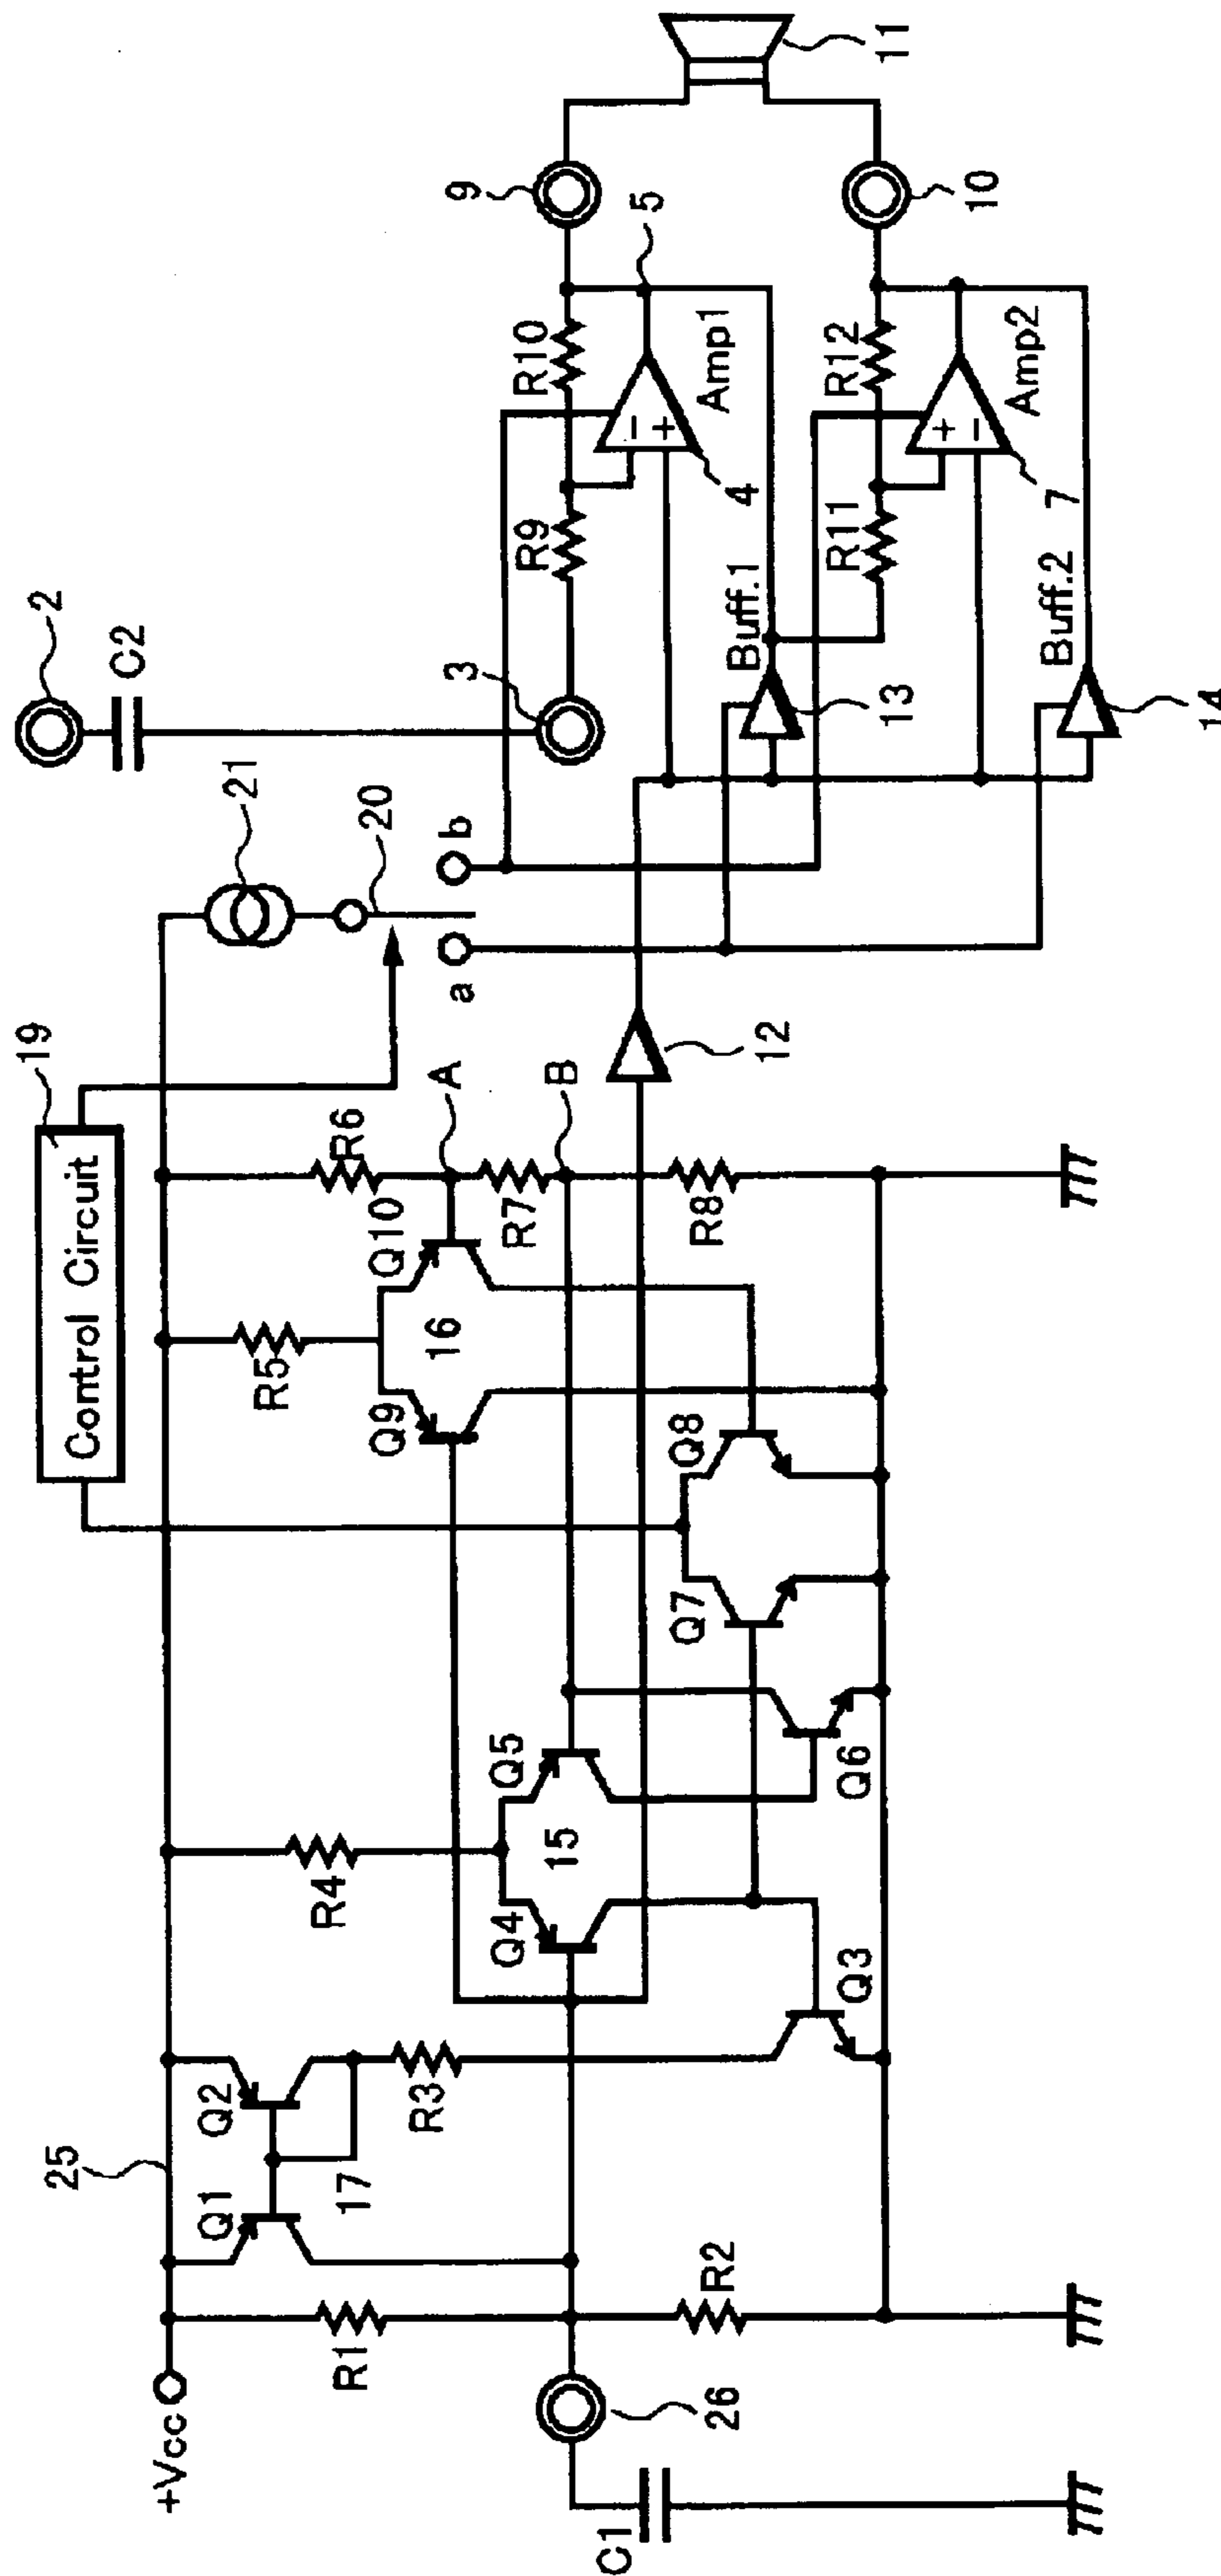 +Vcc
25
C1
26
R1
R2
Q1
Q2
17
R3
Q3
R4
Q4
15
Q5
Q6
Q7
Q8
Q9
16
Q10
R5
R6
R7
R8
A
B
Control Circuit
19
12
20
21
a
b
2
C2
3
R9
R10
4
Amp1
5
-
+
9
Buff.1
13
R11
R12
+
-
7
Amp2
Buff.2
14
10
11